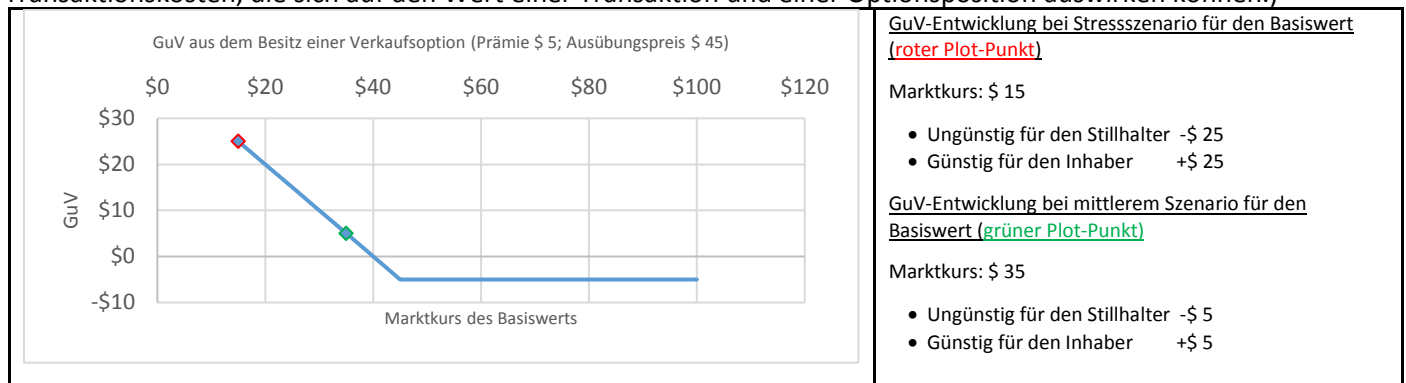 Transaktionskosten, die sich auf den Wert einer Transaktion und einer Optionsposition auswirken können.)
GuV aus dem Besitz einer Verkaufsoption (Prämie $ 5; Ausübungspreis $ 45)
$0 $20 $40 $60 $80 $100 $120
$30
$20
$10
$0
-$10
GuV
Marktkurs des Basiswerts
GuV-Entwicklung bei Stressszenario für den Basiswert
(roter Plot-Punkt)
Marktkurs: $ 15
• Ungünstig für den Stillhalter -$ 25
• Günstig für den Inhaber +$ 25
GuV-Entwicklung bei mittlerem Szenario für den
Basiswert (grüner Plot-Punkt)
Marktkurs: $ 35
• Ungünstig für den Stillhalter -$ 5
• Günstig für den Inhaber +$ 5